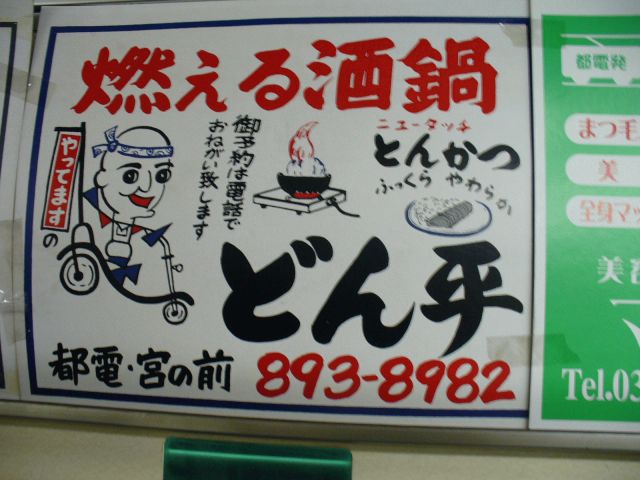 燃える酒鍋
やってます
の
御予約は電話で
おねがい致します
ニュータッチ
とんかつ
ふっくら やわらか
どん平
都電・宮の前
893-8982
都電発
まつ毛
美
全身マッ
美
Tel.03